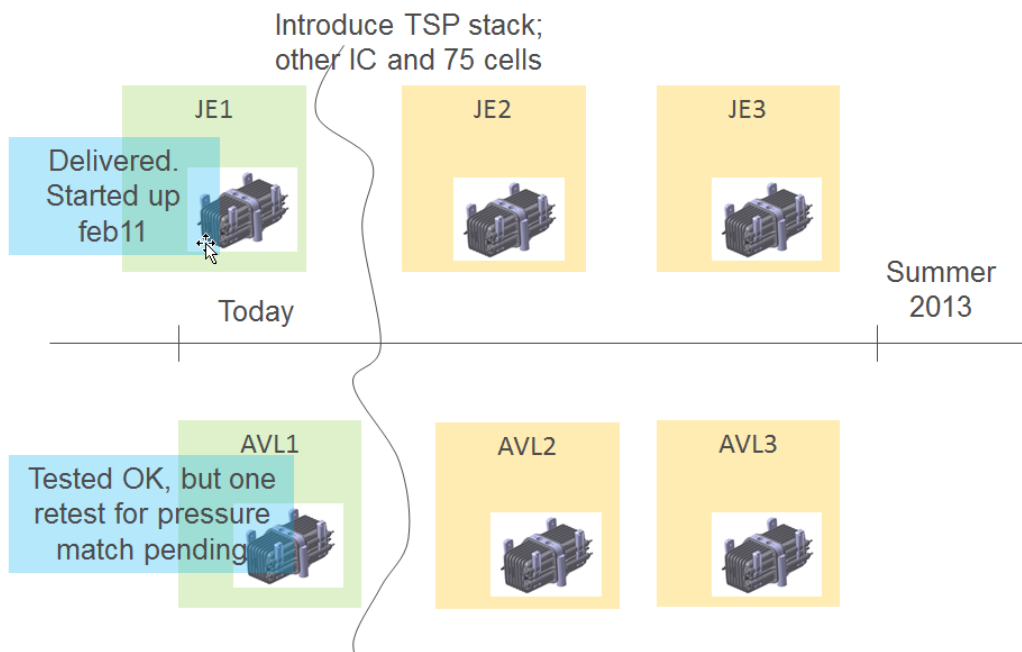 Introduce TSP stack;
other IC and 75 cells
JE1
JE2
JE3
Delivered.
Started up
feb11
Today
Summer
2013
AVL1
AVL2
AVL3
Tested OK, but one
retest for pressure
match pending